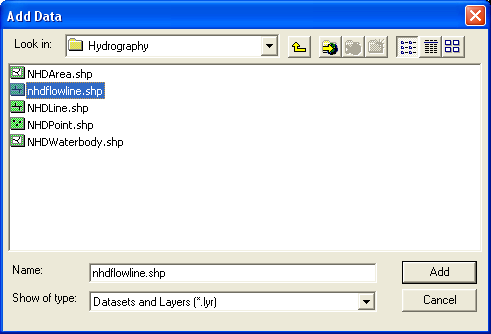 Add Data
Look in: Hydrography
NHDArea.shp
nhdflowline.shp
NHDLine.shp
NHDPoint.shp
NHDWaterbody.shp
Name: nhdflowline.shp Add
Show of type: Datasets and Layers (*.lyr) Cancel